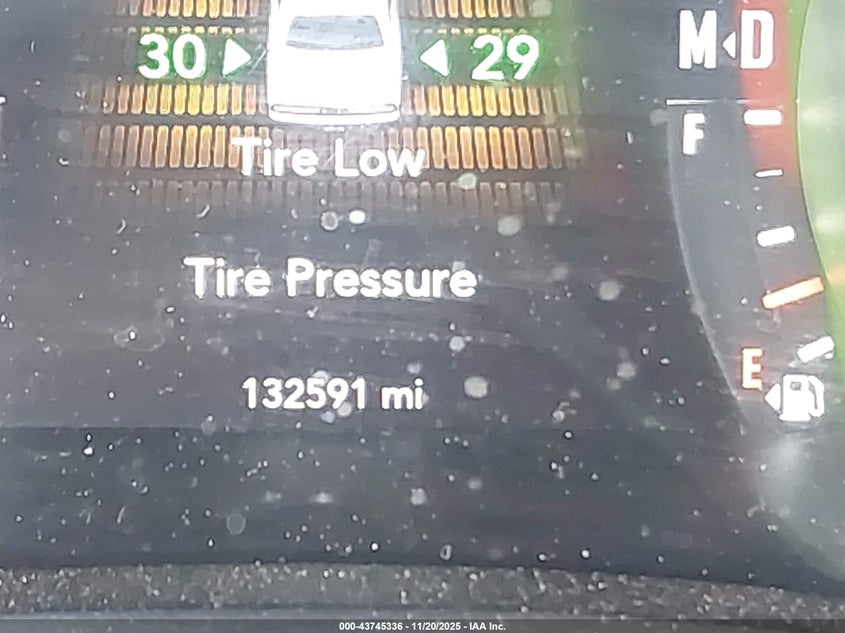 30 29
M D
F
Tire Low
Tire Pressure
E
132591 mi
000-43745336 - 11/20/2025 - IAA Inc.